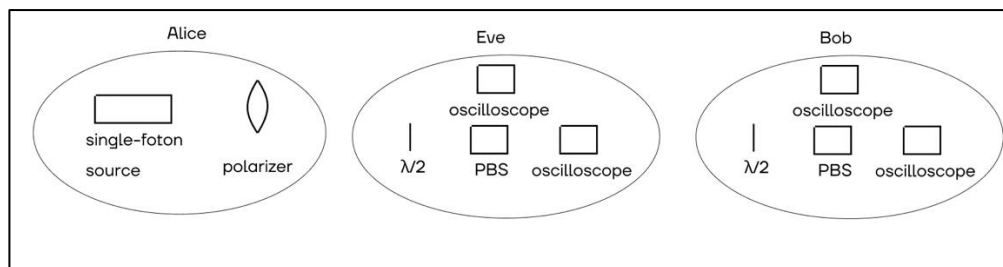 Alice
single-foton
source
polarizer
Eve
oscilloscope
λ/2
PBS
oscilloscope
Bob
oscilloscope
λ/2
PBS
oscilloscope